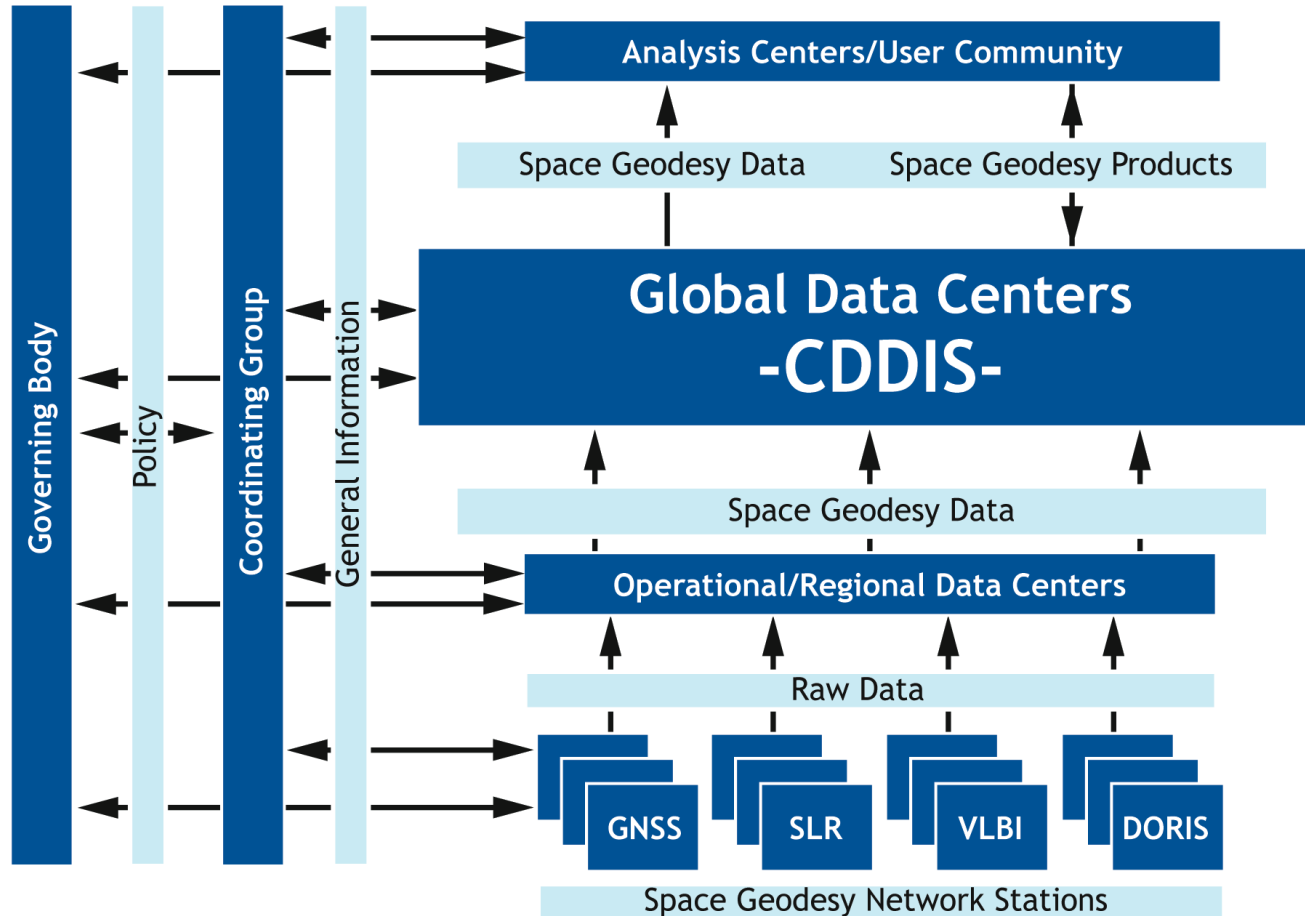 Governing Body
Policy
Coordinating Group
General Information
Analysis Centers/User Community
Space Geodesy Data
Space Geodesy Products
Global Data Centers
-CDDIS-
Space Geodesy Data
Operational/Regional Data Centers
Raw Data
GNSS
SLR
VLBI
DORIS
Space Geodesy Network Stations